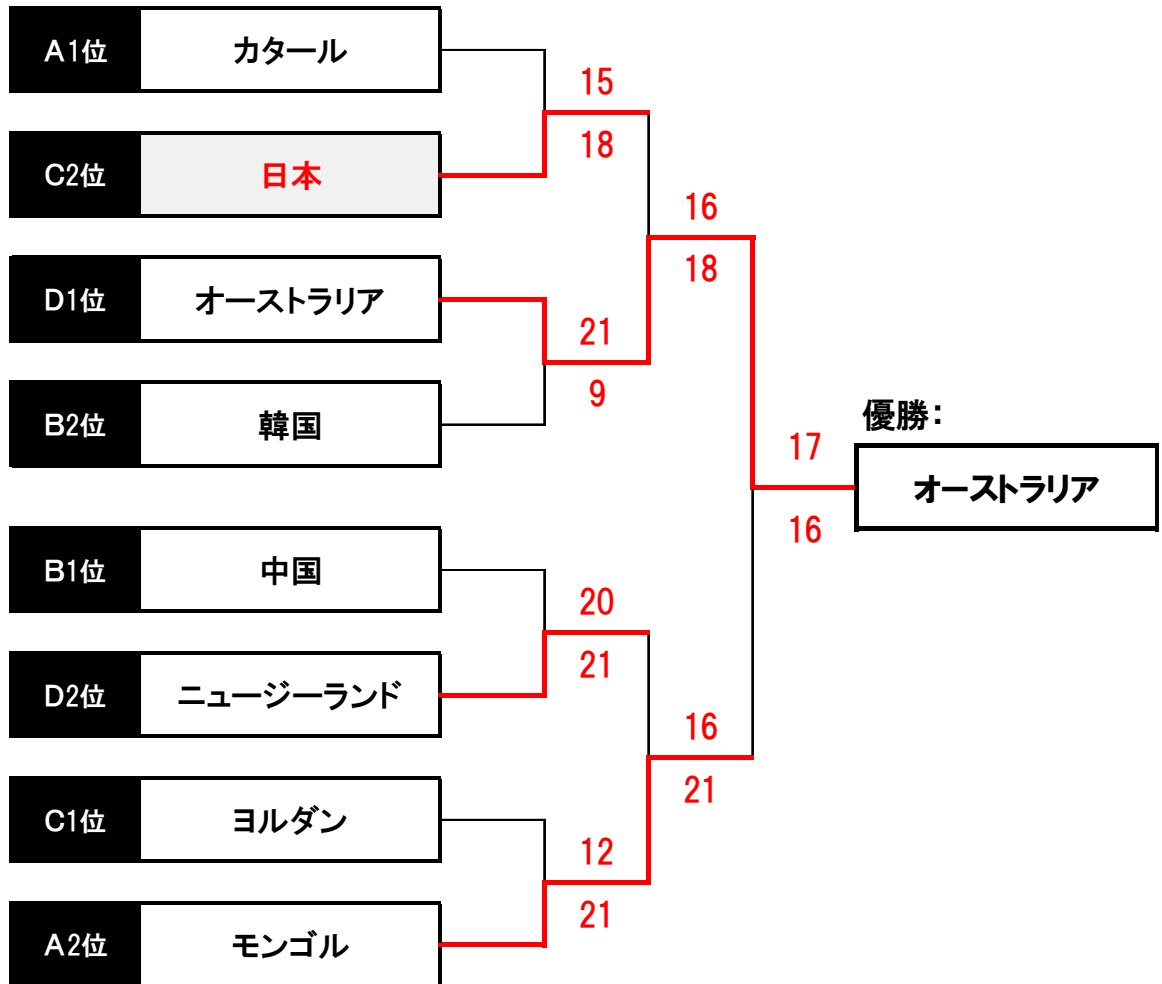 A1位 カタール
15
18
C2位 日本
16
18
D1位 オーストラリア
21
9
B2位 韓国
優勝：
17
オーストラリア
16
B1位 中国
20
21
D2位 ニュージーランド
16
21
C1位 ヨルダン
12
21
A2位 モンゴル